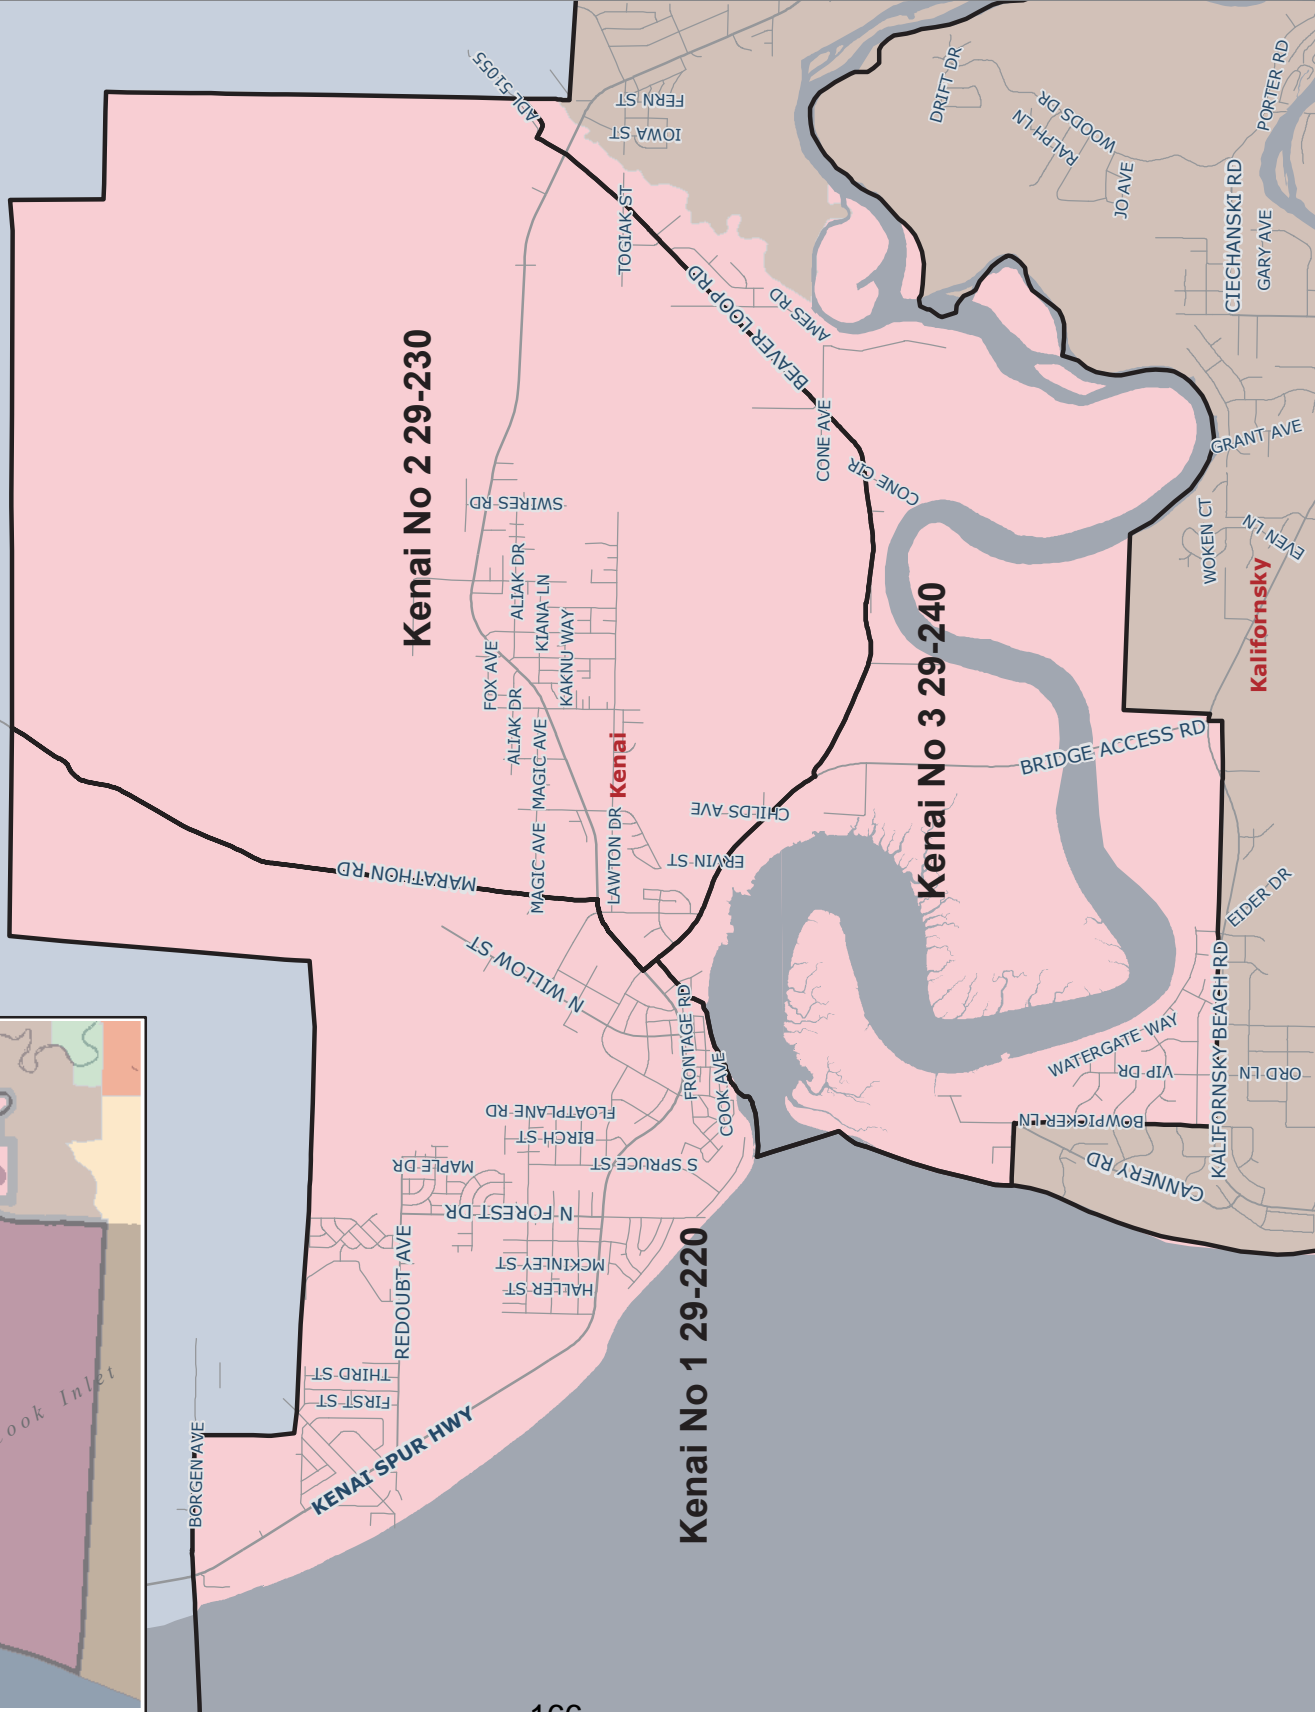 ADL 51055
FERN ST
IOWA ST
TOGIAK ST
DRIFT DR
WOODS DR
RALPH LN
JO AVE
PORTER RD
CIECHANSKI RD
GARY AVE
BEAVER LOOP RD
AMES RD
CONE AVE
CONE CIR
GRANT AVE
WOKEN CT
EVEN LN
Kalifornsky
Kenai No 2 29-230
SWIRES RD
ALIAK DR
KIANA LN
KAKNU WAY
FOX AVE
ALIAK DR
MAGIC AVE
MAGIC AVE
Kenai
LAWTON DR
CHILDS AVE
ERVIN ST
MARATHON RD
Kenai No 3 29-240
BRIDGE ACCESS RD
EIDER DR
KALIFORNSKY BEACH RD
WATERGATE WAY
VIP DR
ORD LN
BOWPICKER LN
CANNERY RD
N WILLOW ST
FRONTAGE RD
COOK AVE
FLOATPLANE RD
BIRCH ST
S SPRUCE ST
MAPLE DR
N FOREST DR
MCKINLEY ST
HALLER ST
REDOUBT AVE
THIRD ST
FIRST ST
KENAI SPUR HWY
BORGEN AVE
Kenai No 1 29-220
ook Inlet